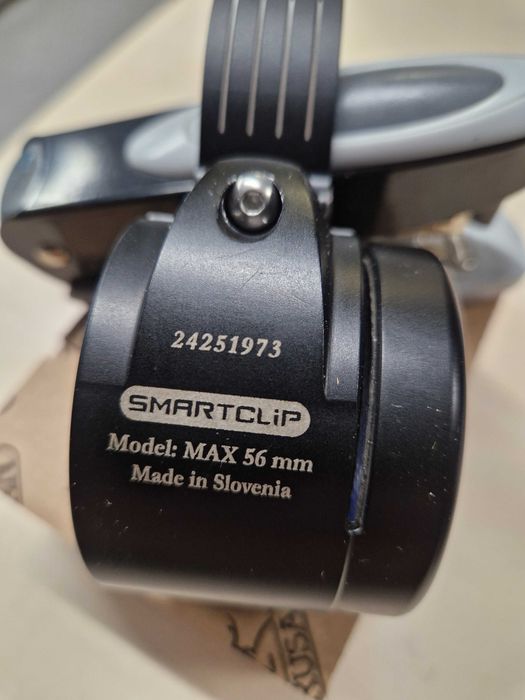 24251973
SMARTCLiP
Model: MAX 56 mm
Made in Slovenia